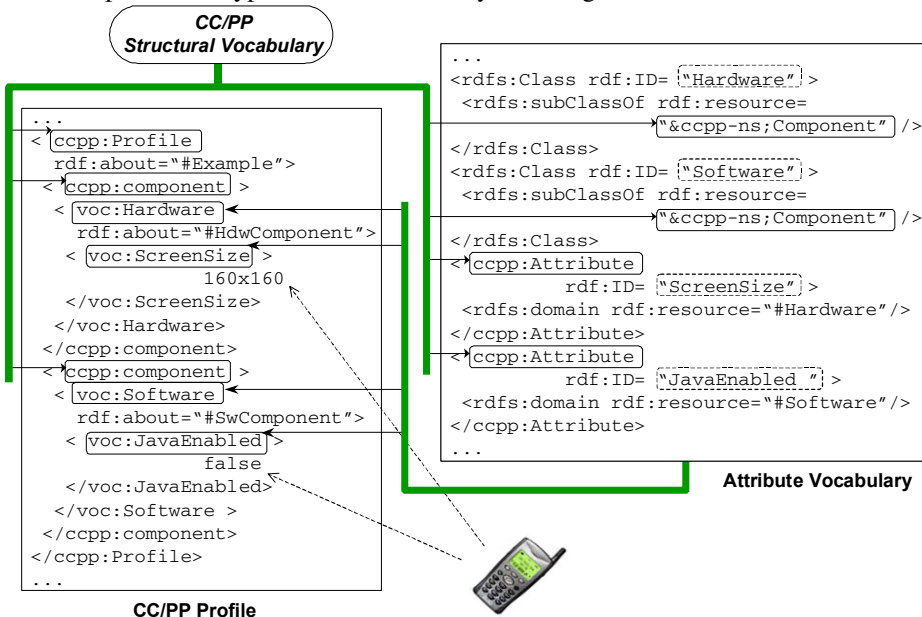 CC/PP
Structural Vocabulary
...
< ccpp:Profile
rdf:about=“#Example”>
< ccpp:component >
< voc:Hardware
rdf:about=“#HdwComponent”>
< voc:ScreenSize >
160x160
</voc:ScreenSize>
</voc:Hardware>
</ccpp:component>
< ccpp:component >
< voc:Software
rdf:about=“#SwComponent”>
< voc:JavaEnabled >
false
</voc:JavaEnabled>
</voc:Software >
</ccpp:component>
</ccpp:Profile>
...
CC/PP Profile
...
<rdfs:Class rdf:ID= “Hardware” >
<rdfs:subClassOf rdf:resource=
“&ccpp-ns;Component” />
</rdfs:Class>
<rdfs:Class rdf:ID= “Software” >
<rdfs:subClassOf rdf:resource=
“&ccpp-ns;Component” />
</rdfs:Class>
< ccpp:Attribute
rdf:ID= “ScreenSize” >
<rdfs:domain rdf:resource=“#Hardware”/>
</ccpp:Attribute>
< ccpp:Attribute
rdf:ID= “JavaEnabled ” >
<rdfs:domain rdf:resource=“#Software”/>
</ccpp:Attribute>
...
Attribute Vocabulary